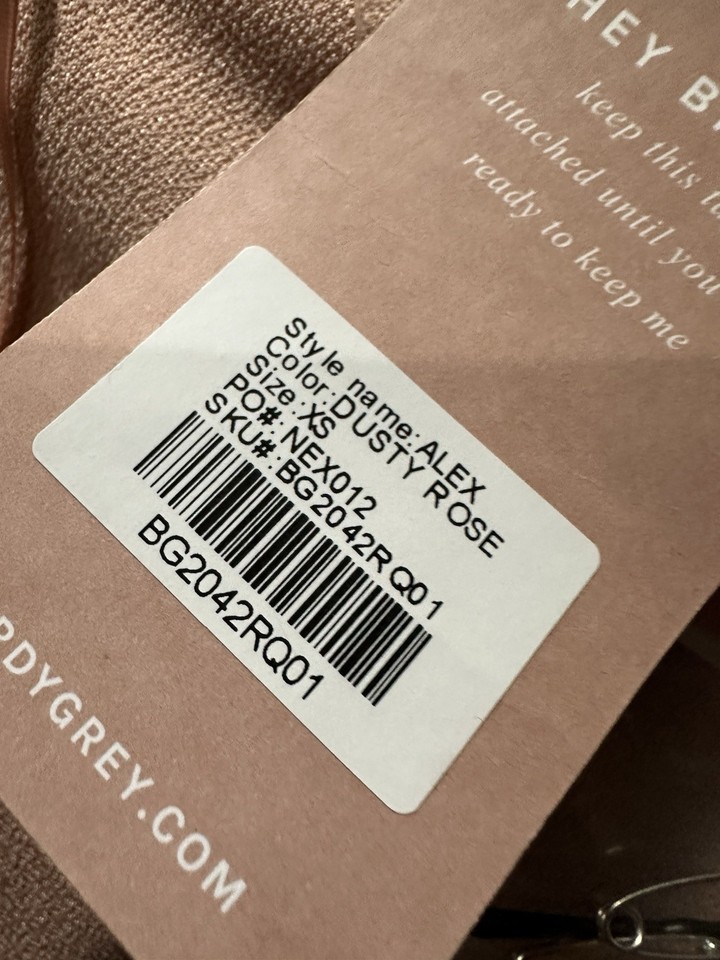 HEY B
keep this
attached until you
ready to keep me
Style name:ALEX
Color:DUSTY ROSE
Size:XS
PO#:NEX012
SKU#:BG2042RQ01
BG2042RQ01
RDYGREY.COM